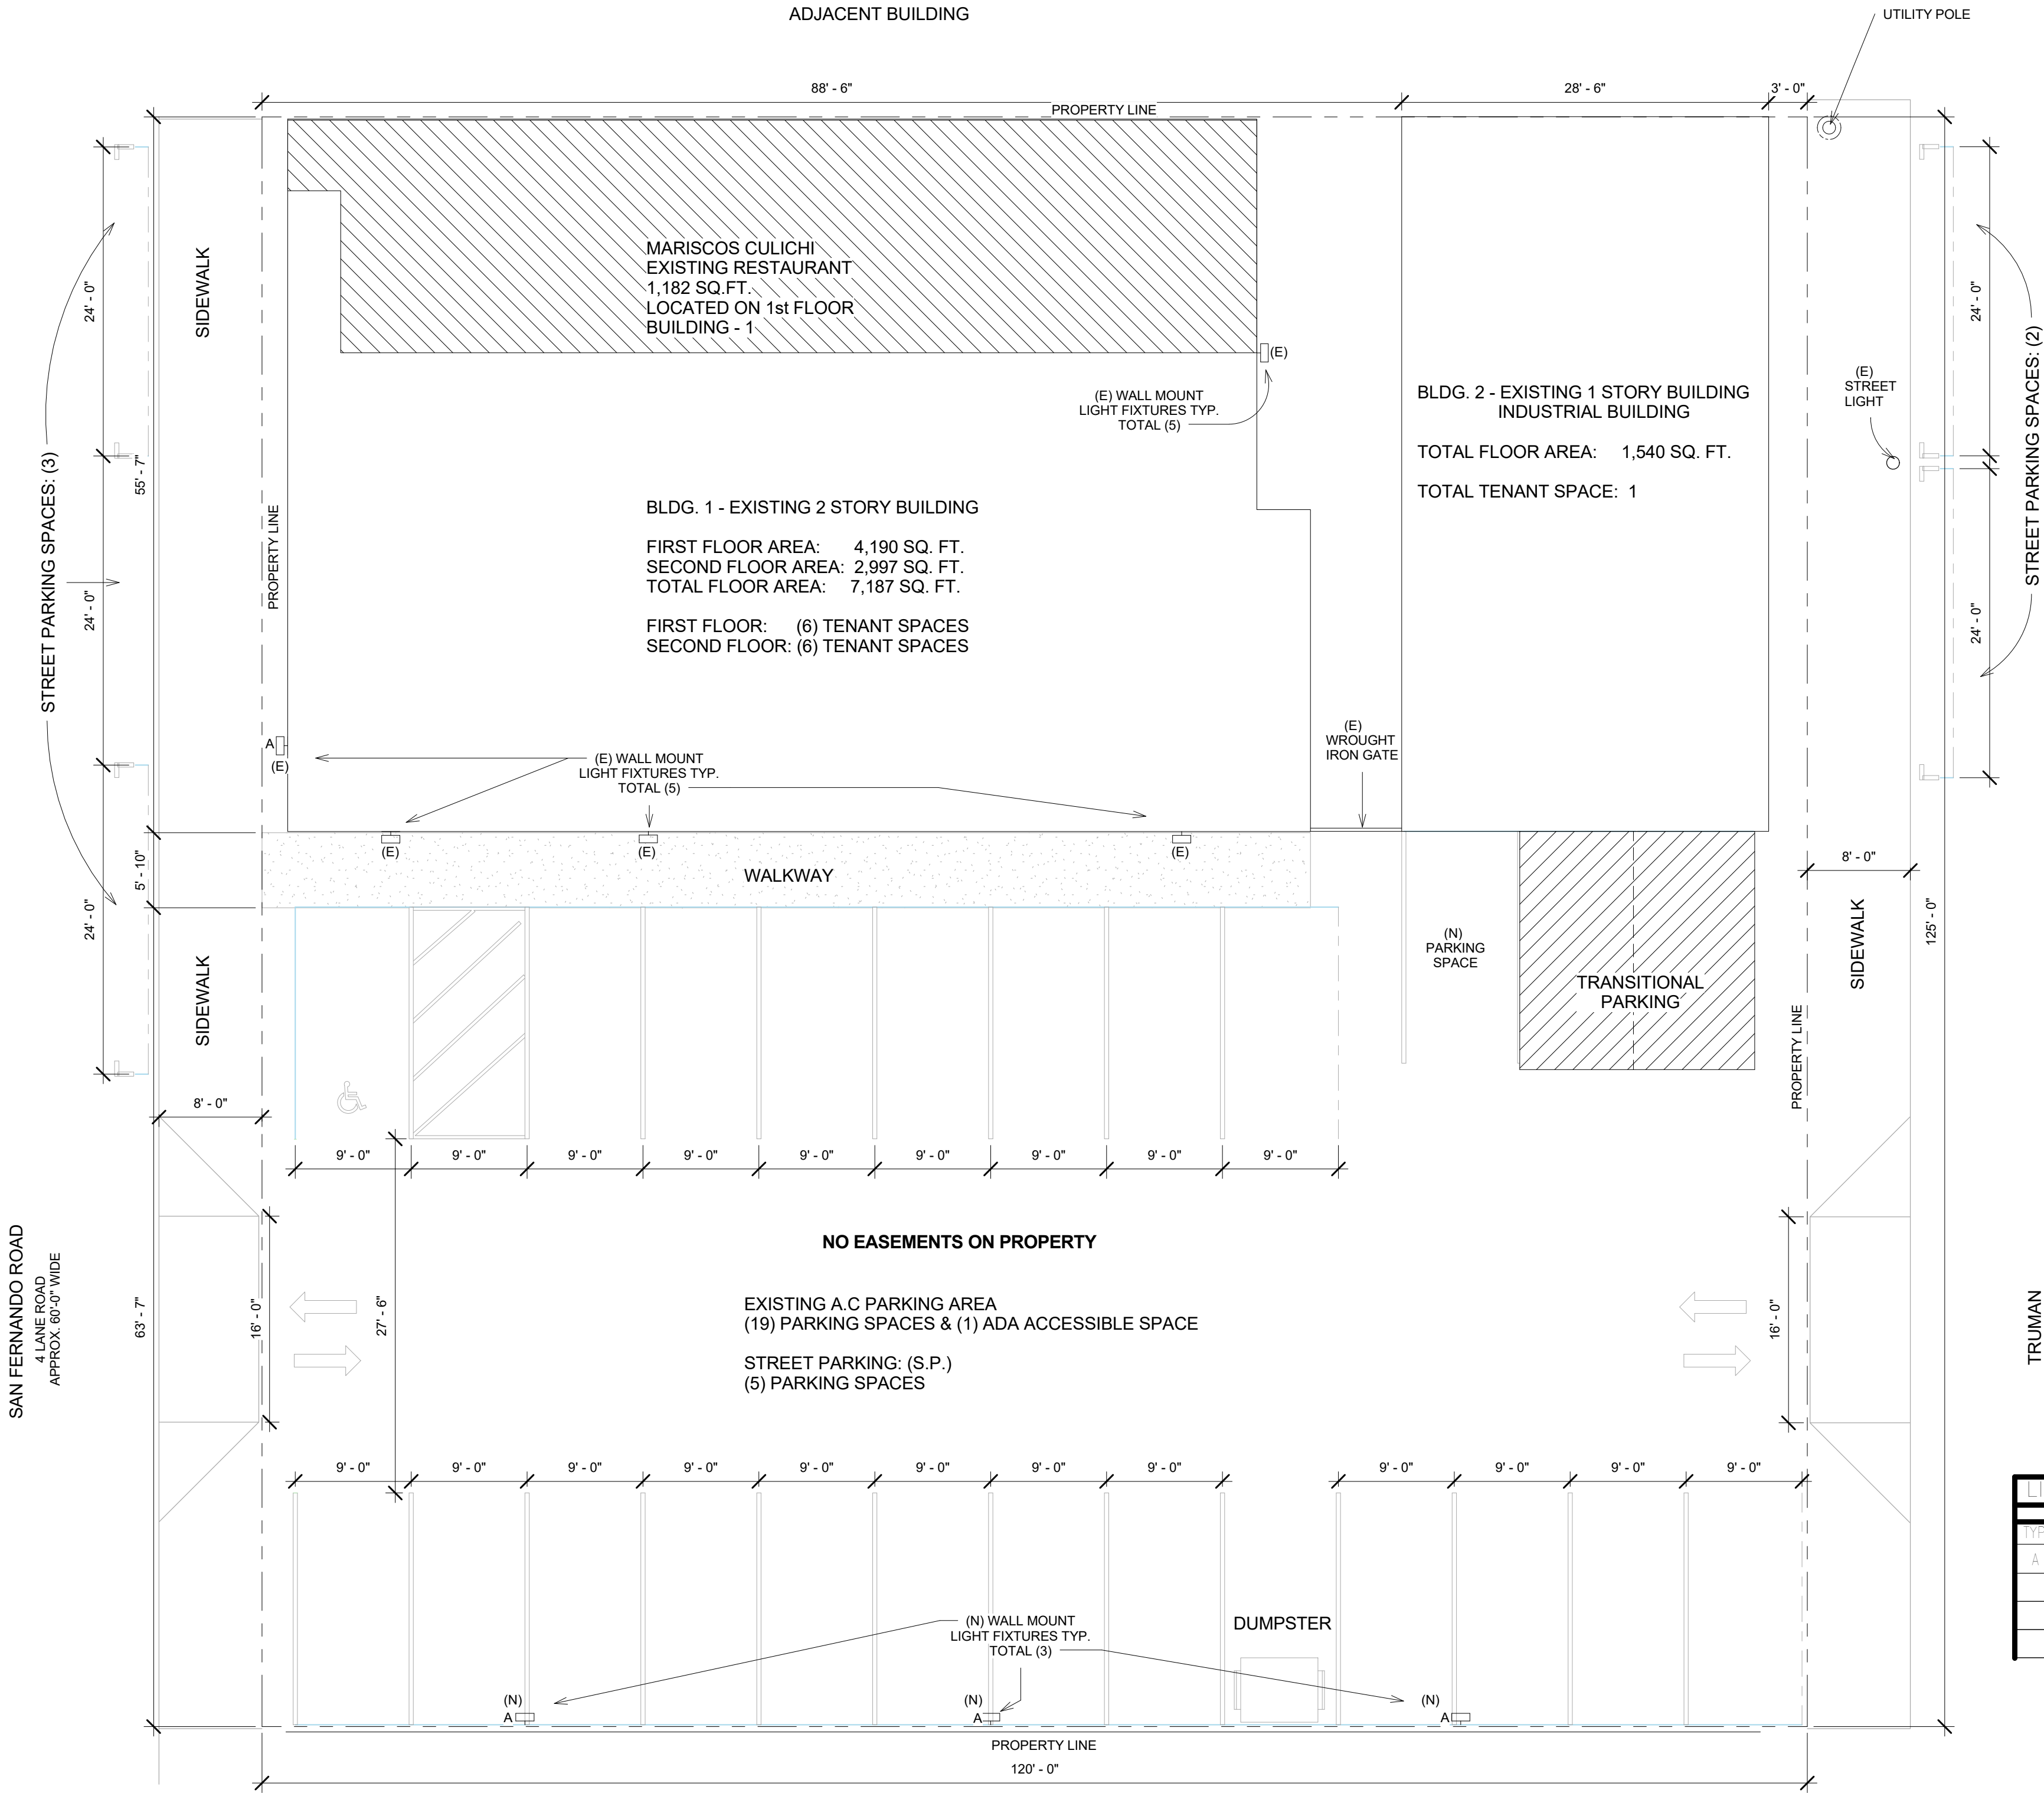 ADJACENT BUILDING
UTILITY POLE
88' - 6"
28' - 6"
3' - 0"
PROPERTY LINE
SIDEWALK
24' - 0"
STREET PARKING SPACES: (3)
55' - 7"
24' - 0"
PROPERTY LINE
MARISCOS CULICHI
EXISTING RESTAURANT
1,182 SQ.FT.
LOCATED ON 1st FLOOR
BUILDING - 1
(E)
(E) WALL MOUNT
LIGHT FIXTURES TYP.
TOTAL (5)
BLDG. 2 - EXISTING 1 STORY BUILDING
INDUSTRIAL BUILDING
TOTAL FLOOR AREA: 1,540 SQ. FT.
TOTAL TENANT SPACE: 1
(E)
STREET
LIGHT
24' - 0"
STREET PARKING SPACES: (2)
24' - 0"
BLDG. 1 - EXISTING 2 STORY BUILDING
FIRST FLOOR AREA: 4,190 SQ. FT.
SECOND FLOOR AREA: 2,997 SQ. FT.
TOTAL FLOOR AREA: 7,187 SQ. FT.
FIRST FLOOR: (6) TENANT SPACES
SECOND FLOOR: (6) TENANT SPACES
A
(E)
(E) WALL MOUNT
LIGHT FIXTURES TYP.
TOTAL (5)
(E)
WROUGHT
IRON GATE
(E)
(E)
(E)
WALKWAY
5' - 10"
24' - 0"
8' - 0"
125' - 0"
SIDEWALK
SIDEWALK
(N)
PARKING
SPACE
TRANSITIONAL
PARKING
PROPERTY LINE
8' - 0"
9' - 0"
9' - 0"
9' - 0"
9' - 0"
9' - 0"
9' - 0"
9' - 0"
9' - 0"
9' - 0"
SAN FERNANDO ROAD
4 LANE ROAD
APPROX. 60'-0" WIDE
63' - 7"
16' - 0"
27' - 6"
NO EASEMENTS ON PROPERTY
EXISTING A.C PARKING AREA
(19) PARKING SPACES & (1) ADA ACCESSIBLE SPACE
STREET PARKING: (S.P.)
(5) PARKING SPACES
16' - 0"
TRUMAN
9' - 0"
9' - 0"
9' - 0"
9' - 0"
9' - 0"
9' - 0"
9' - 0"
9' - 0"
9' - 0"
9' - 0"
9' - 0"
9' - 0"
TYP
A
(N) WALL MOUNT
LIGHT FIXTURES TYP.
TOTAL (3)
DUMPSTER
(N)
A
(N)
A
(N)
A
PROPERTY LINE
120' - 0"